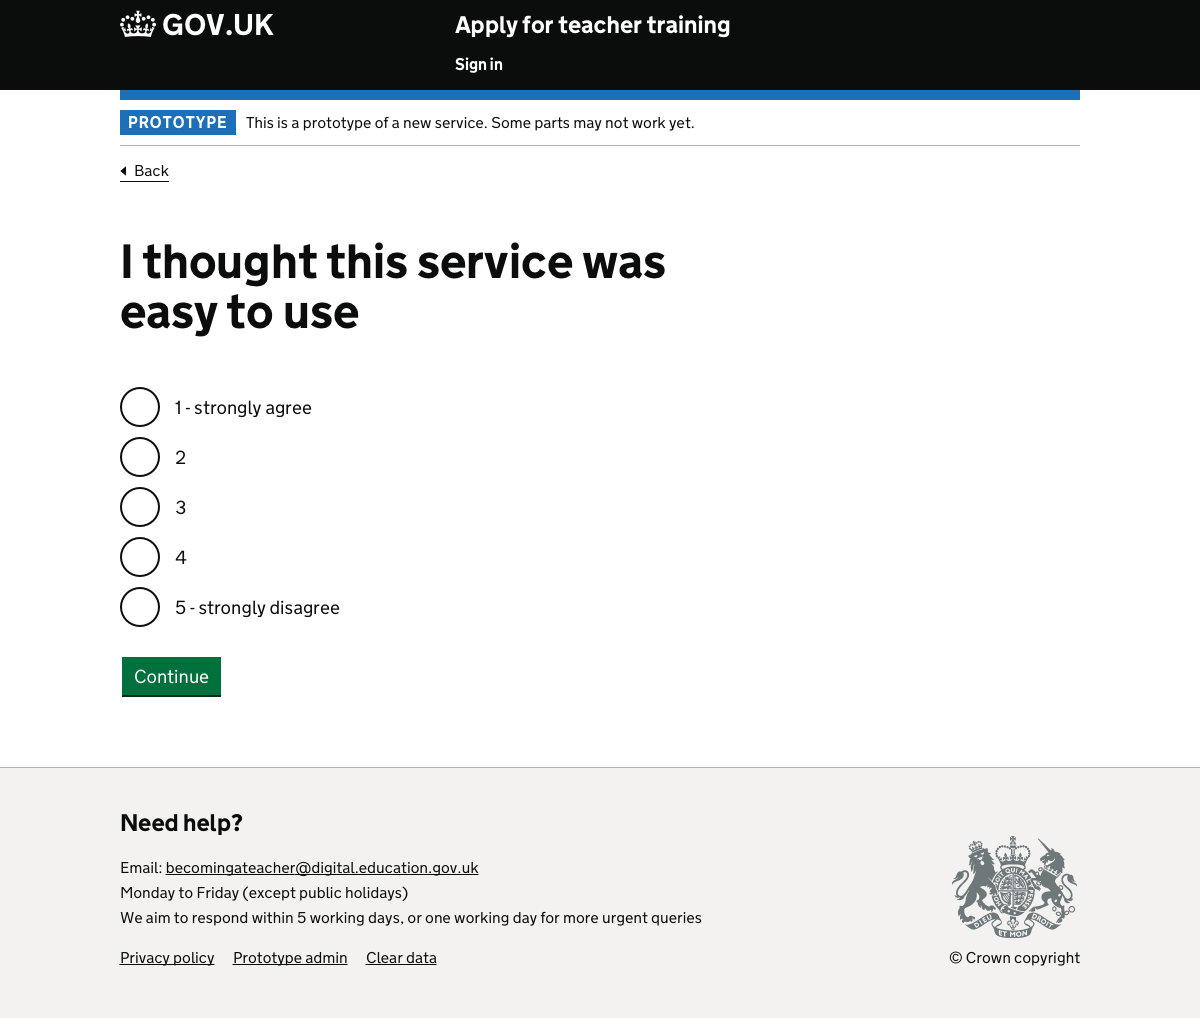 GOV.UK
Apply for teacher training
Sign in
PROTOTYPE This is a prototype of a new service. Some parts may not work yet.
Back
I thought this service was
easy to use
1 - strongly agree
2
3
4
5 - strongly disagree
Continue
Need help?
Email: becomingateacher@digital.education.gov.uk
Monday to Friday (except public holidays)
We aim to respond within 5 working days, or one working day for more urgent queries
DIEU ET MON DROIT
Privacy policy Prototype admin Clear data
© Crown copyright